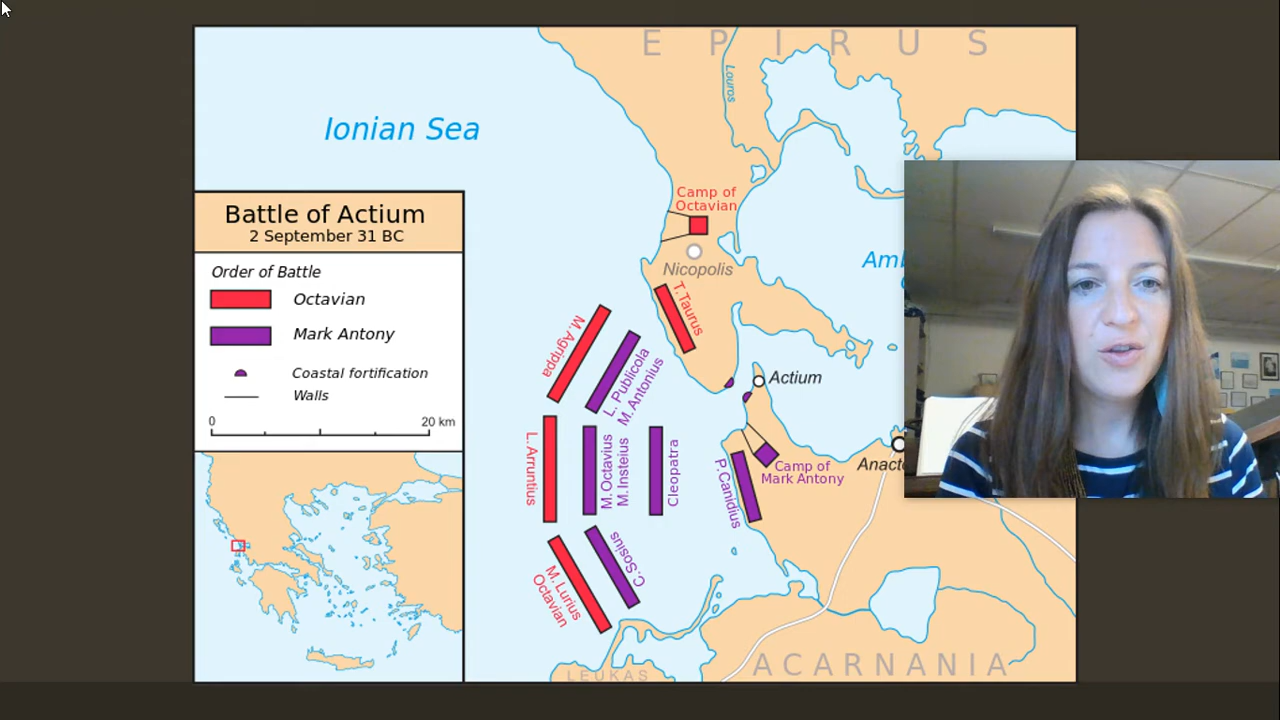 EPIRUS
Louros
Ionian Sea
Camp of
Octavian
Battle of Actium
2 September 31 BC
Order of Battle
Octavian
Mark Antony
Coastal fortification
Walls
0 20 km
Nicopolis
T.Taurus
M. Agrippa
L. Publicola
M. Antonius
Actium
L. Arruntius
M. Octavius
M. Insteius
Cleopatra
P. Canidius
Camp of
Mark Antony
C. Sosius
M. Lurius
Octavian
ACARNANIA
LEUKAS